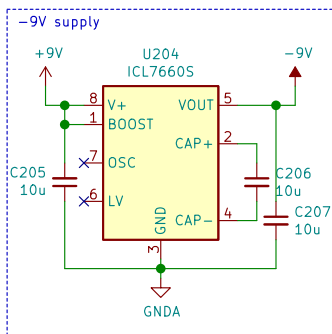 -9V supply
+9V
U204
ICL7660S
-9V
8
V+
VOUT
5
1
BOOST
CAP+
2
7
OSC
C205
10u
C206
10u
6
LV
CAP-
4
C207
10u
GND
3
GNDA